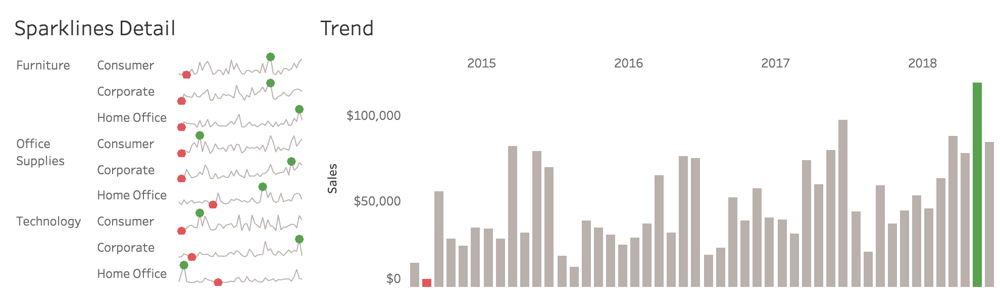 Sparklines Detail
Furniture
Consumer
Corporate
Home Office
Office
Supplies
Consumer
Corporate
Home Office
Technology
Consumer
Corporate
Home Office
Trend
2015
2016
2017
2018
$100,000
$50,000
$0
Sales